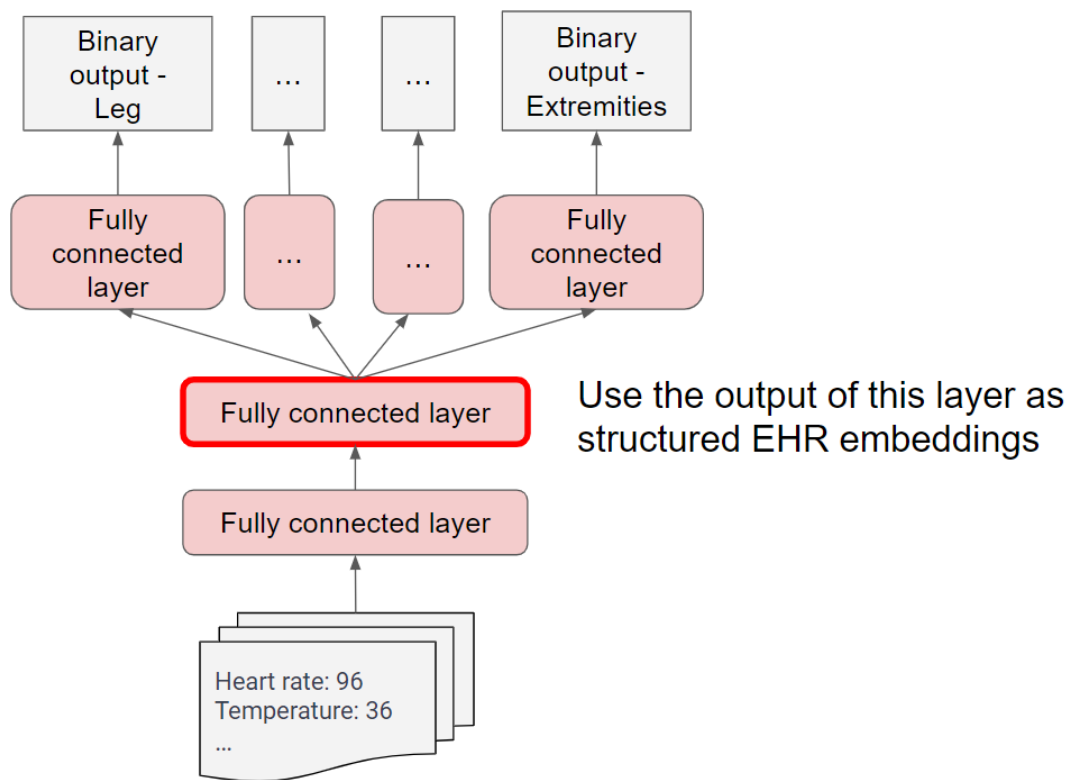 Binary
output -
Leg
...
...
Binary
output -
Extremities
Fully
connected
layer
...
...
Fully
connected
layer
Fully connected layer
Use the output of this layer as
structured EHR embeddings
Fully connected layer
Heart rate: 96
Temperature: 36
...